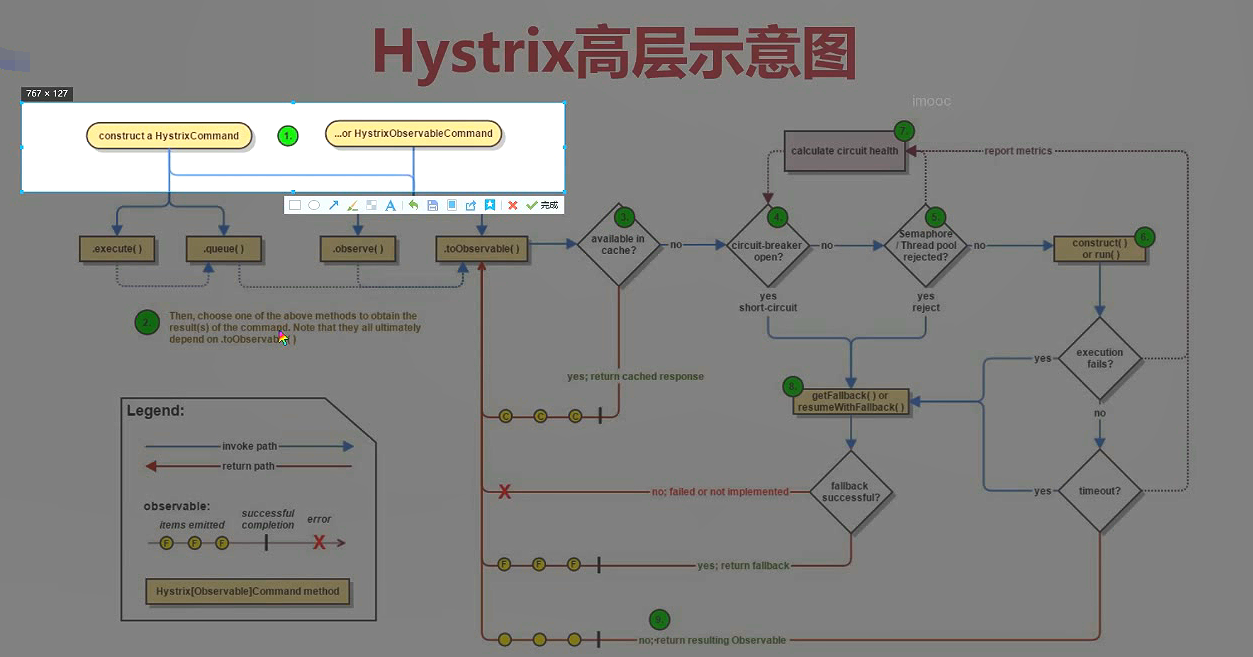 Hystrix高层示意图
767 × 127
imooc
construct a HystrixCommand
1.
...or HystrixObservableCommand
7.
calculate circuit health
report metrics
.execute( )
.queue( )
.observe( )
.toObservable( )
A
完成
3.
available in
cache?
no
4.
circuit-breaker
open?
no
5.
Semaphore
/ Thread pool
rejected?
no
6.
construct( )
or run( )
yes
short-circuit
yes
reject
2.
Then, choose one of the above methods to obtain the
result(s) of the command. Note that they all ultimately
depend on .toObservable( )
yes
execution
fails?
no
yes; return cached response
C C C
8.
getFallback( ) or
resumeWithFallback( )
Legend:
invoke path
return path
observable:
items emitted
successful
completion
error
F F F
X
Hystrix[Observable]Command method
X
no; failed or not implemented
fallback
successful?
yes
timeout?
F F F
yes; return fallback
9.
no; return resulting Observable